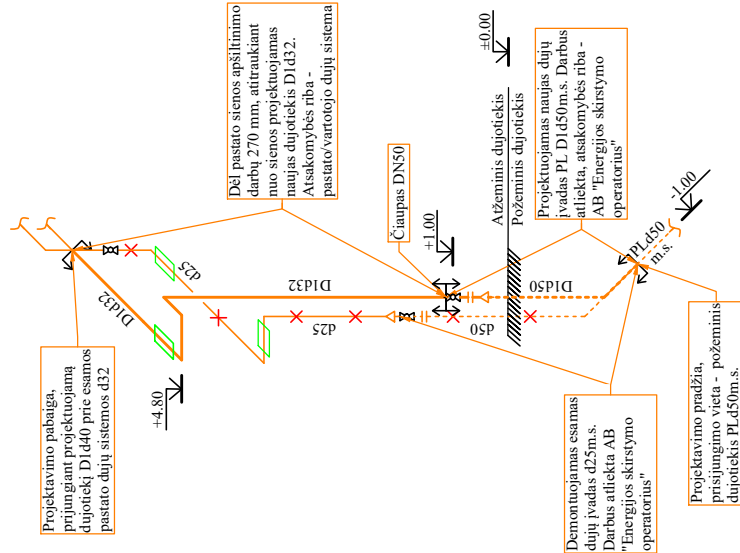 Projektavimo pabaiga,
prijungiant projektuojamą
dujotiekį D1d40 prie esamos
pastato dujų sistemos d32
Dėl pastato sienos apšiltinimo
darbų 270 mm, atitraukiant
nuo sienos projektuojamas
naujas dujotiekis D1d32.
Atsakomybės riba -
pastato/vartotojo dujų sistema
D1d32
d25
+4.80
D1d32
d25
Čiaupas DN50
+1.00
±0.00
Atžeminis dujotiekis
Požeminis dujotiekis
d50
D1d50
Projektuojamas naujas dujų
įvadas PL D1d50m.s. Darbus
atliekta, atsakomybės riba -
AB "Energijos skirstymo
operatorius"
PLd50
m.s.
-1.00
Demontuojamas esamas
dujų įvadas d25m.s.
Darbus atliekta AB
"Energijos skirstymo
operatorius"
Projektavimo pradžia,
prisijungimo vieta - požeminis
dujotiekis PLd50m.s.